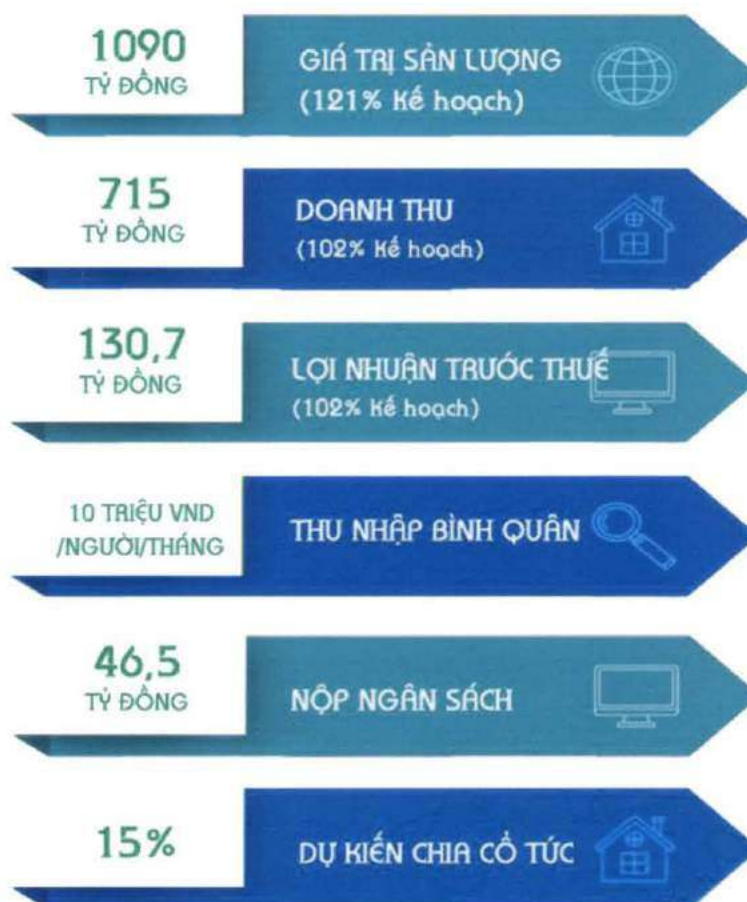 1090
TỶ ĐỒNG
GIÁ TRỊ SẢN LƯỢNG
(121% Kế hoạch)
715
TỶ ĐỒNG
DOANH THU
(102% Kế hoạch)
130,7
TỶ ĐỒNG
LỢI NHUẬN TRƯỚC THUẾ
(102% Kế hoạch)
10 TRIỆU VND
/NGƯỜI/THÁNG
THU NHẬP BÌNH QUÂN
46,5
TỶ ĐỒNG
NỘP NGÂN SÁCH
15%
DỰ KIẾN CHIA CỔ TỨC